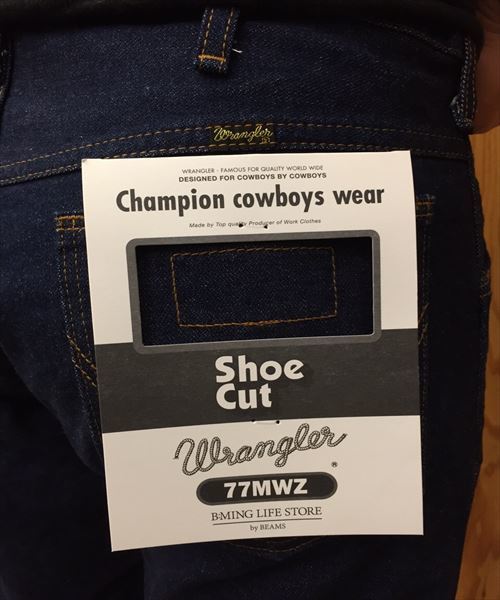 Wrangler
WRANGLER - FAMOUS FOR QUALITY WORLD WIDE
DESIGNED FOR COWBOYS BY COWBOYS
Champion cowboys wear
Made by Top quality Producer of Work Clothes
Shoe
Cut
Wrangler ®
77MWZ
B:MING LIFE STORE
by BEAMS